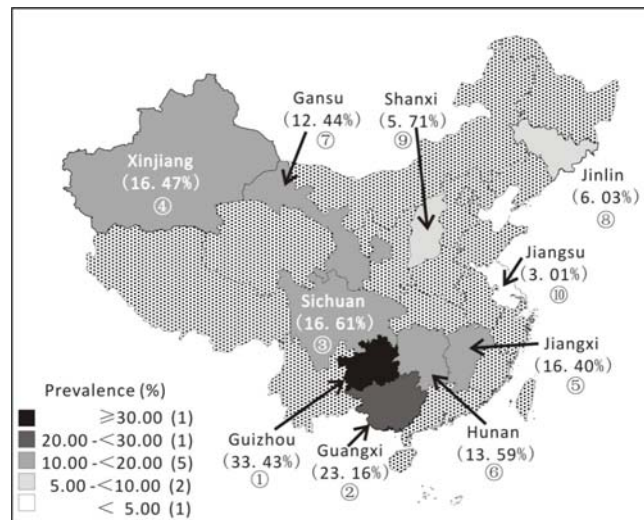 Gansu
(12.44%)
⑦
Shanxi
(5.71%)
⑨
Xinjiang
(16.47%)
④
Jinlin
(6.03%)
⑧
Jiangsu
(3.01%)
⑩
Sichuan
(16.61%)
③
Jiangxi
(16.40%)
⑤
Hunan
(13.59%)
⑥
Guizhou
(33.43%)
①
Guangxi
(23.16%)
②
Prevalence (%)
≥30.00 (1)
20.00 -<30.00 (1)
10.00 -<20.00 (5)
5.00 -<10.00 (2)
< 5.00 (1)